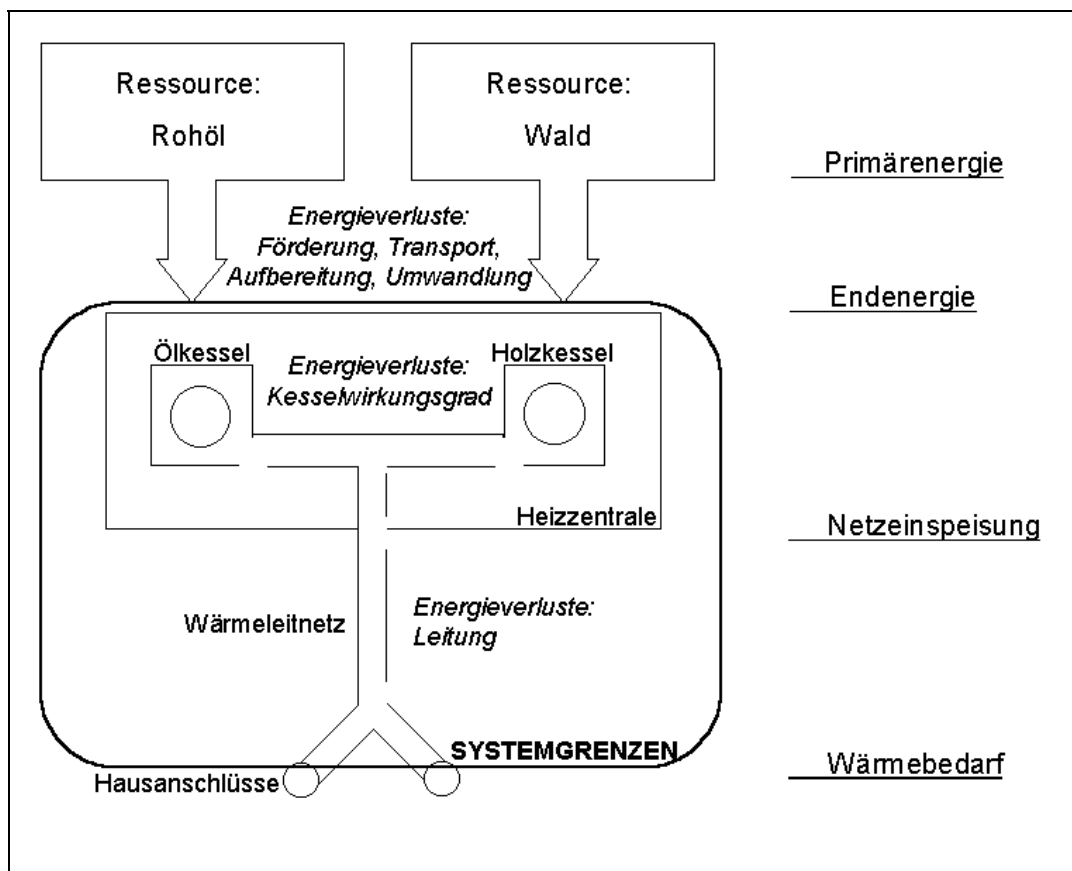 Ressource:
Rohöl
Ressource:
Wald
Primärenergie
Energieverluste:
Förderung, Transport,
Aufbereitung, Umwandlung
Endenergie
Ölkessel
Energieverluste:
Kesselwirkungsgrad
Holzkessel
Heizzentrale
Netzeinspeisung
Wärmeleitnetz
Energieverluste:
Leitung
SYSTEMGRENZEN
Hausanschlüsse
Wärmebedarf